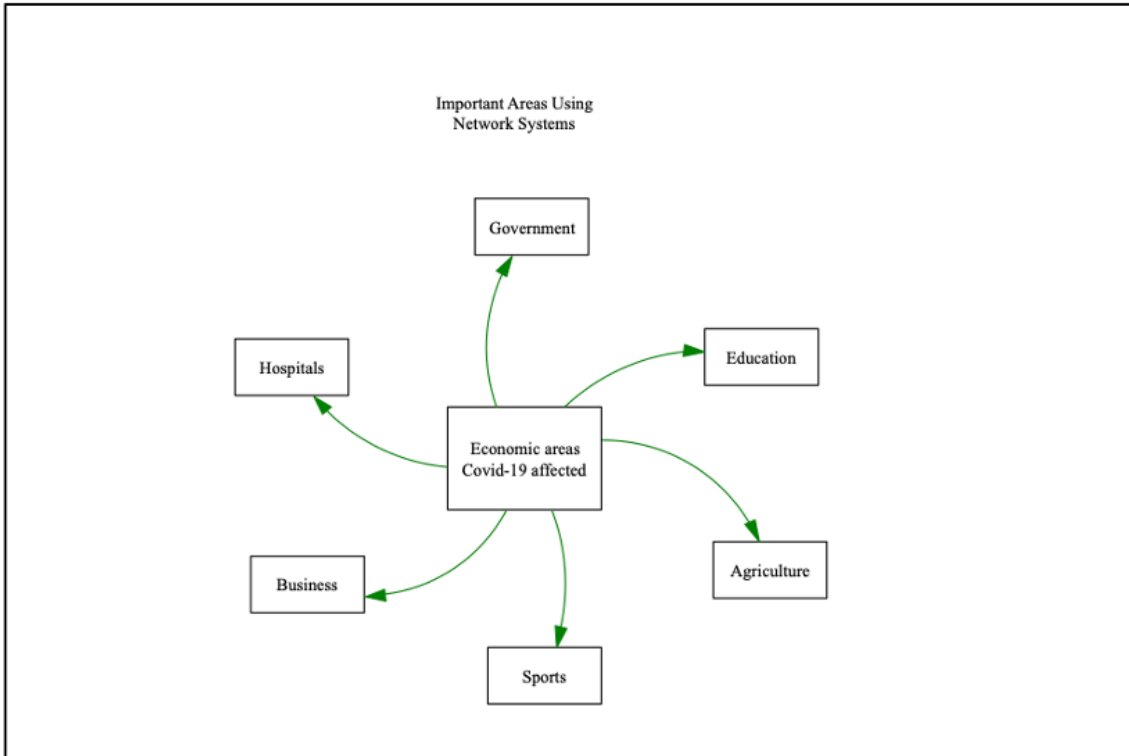 Important Areas Using
Network Systems
Government
Education
Hospitals
Economic areas
Covid-19 affected
Agriculture
Business
Sports